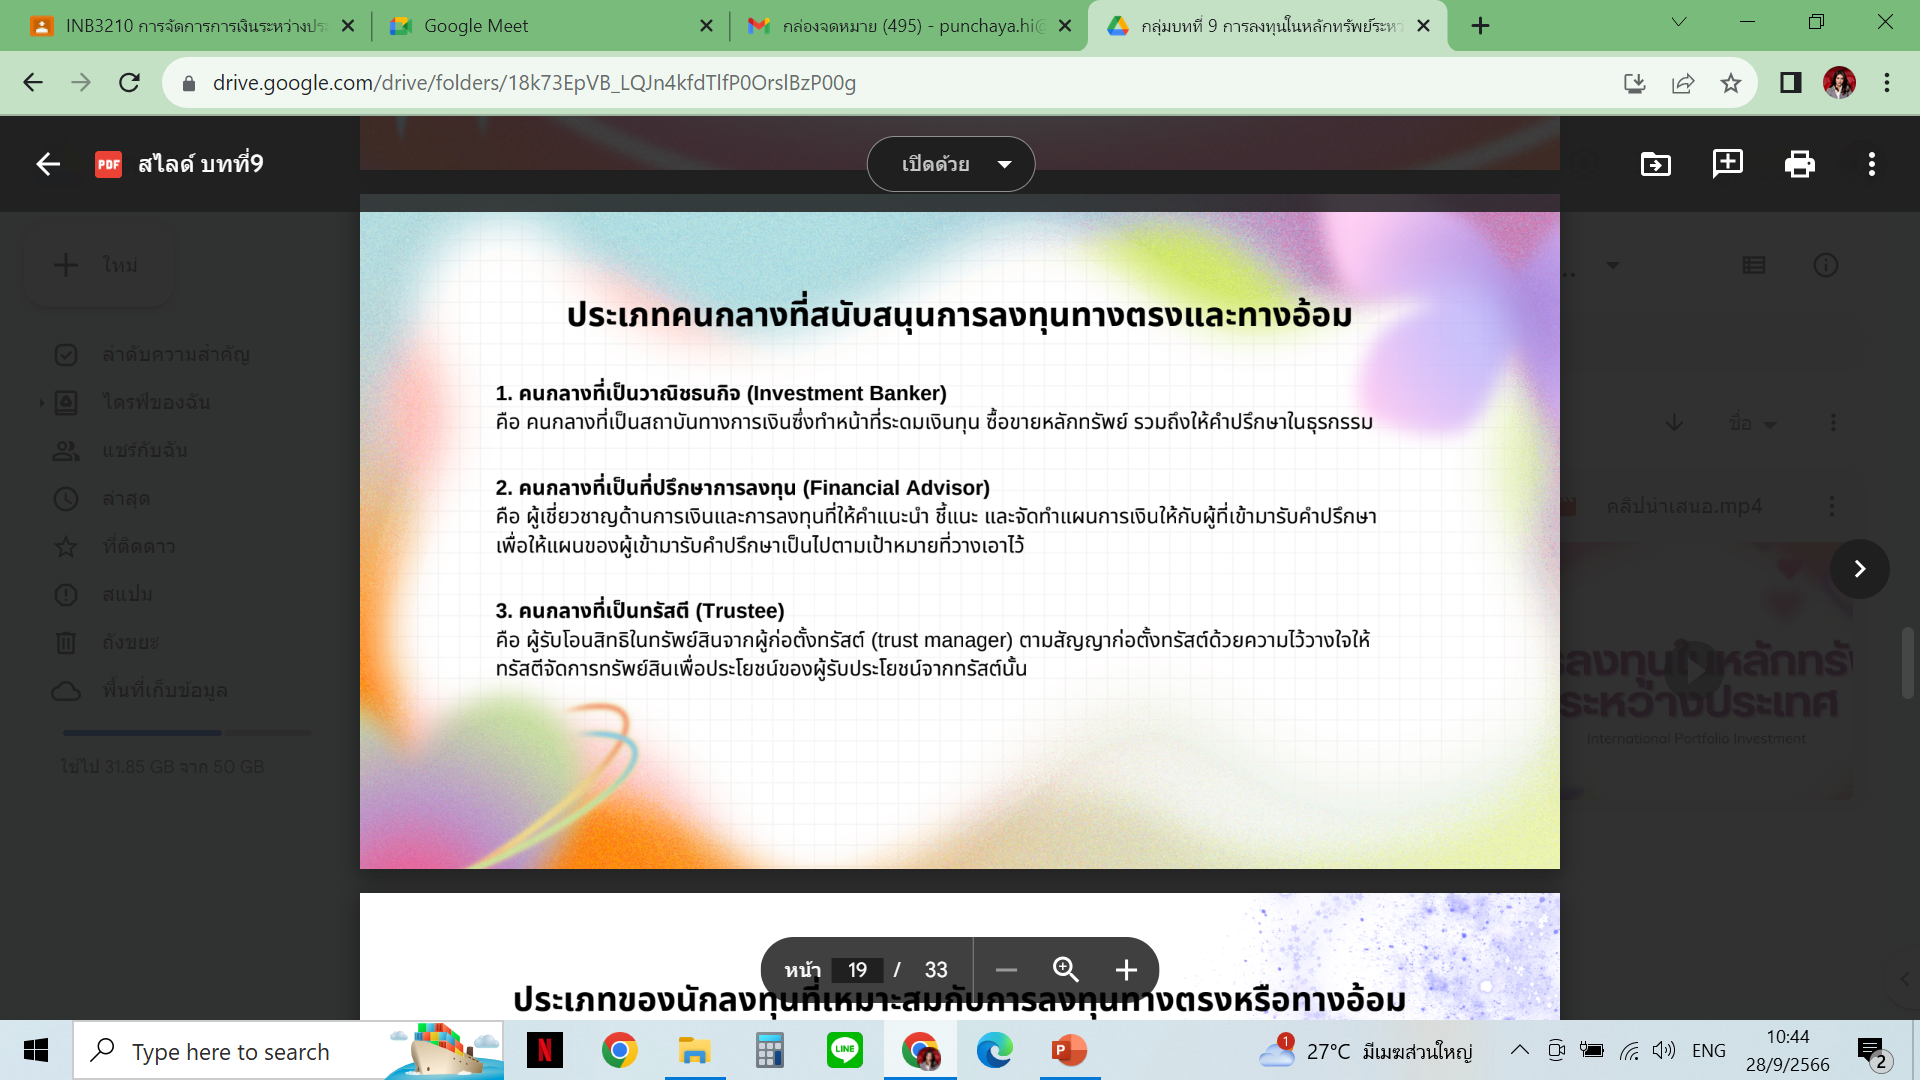 INB3210 การจัดการการเงินระหว่างประ
Google Meet
กล่องจดหมาย (495) - punchaya.hi@
กลุ่มบทที่ 9 การลงทุนในหลักทรัพย์ระหว
drive.google.com/drive/folders/18k73EpVB_LQJn4kfdTlfP0OrslBzP00g
PDF
สไลด์ บทที่9
เปิดด้วย
ใหม่
ลำดับความสำคัญ
ไดรฟ์ของฉัน
แชร์กับฉัน
ล่าสุด
ที่ติดดาว
สแปม
ถังขยะ
พื้นที่เก็บข้อมูล
ใช้ไป 31.85 GB จาก 50 GB
ประเภทคนกลางที่สนับสนุนการลงทุนทางตรงและทางอ้อม
1. คนกลางที่เป็นวาณิชธนกิจ (Investment Banker)
คือ คนกลางที่เป็นสถาบันทางการเงินซึ่งทำหน้าที่ระดมเงินทุน ซื้อขายหลักทรัพย์ รวมถึงให้คำปรึกษาในธุรกรรม
2. คนกลางที่เป็นที่ปรึกษาการลงทุน (Financial Advisor)
คือ ผู้เชี่ยวชาญด้านการเงินและการลงทุนที่ให้คำแนะนำ ชี้แนะ และจัดทำแผนการเงินให้กับผู้ที่เข้ามารับคำปรึกษา
เพื่อให้แผนของผู้เข้ามารับคำปรึกษาเป็นไปตามเป้าหมายที่วางเอาไว้
3. คนกลางที่เป็นทรัสตี (Trustee)
คือ ผู้รับโอนสิทธิในทรัพย์สินจากผู้ก่อตั้งทรัสต์ (trust manager) ตามสัญญาก่อตั้งทรัสต์ด้วยความไว้วางใจให้
ทรัสตีจัดการทรัพย์สินเพื่อประโยชน์ของผู้รับประโยชน์จากทรัสต์นั้น
ชื่อ
คลิปนำเสนอ.mp4
รลงทุนในหลักทรัพ
ระหว่างประเทศ
International Portfolio Investment
หน้า 19 / 33
ประเภทของนักลงทุนที่เหมาะสมกับการลงทุนทางตรงหรือทางอ้อม
Type here to search
N
LINE
P
1
27°C มีเมฆส่วนใหญ่
ENG
10:44
28/9/2566
2